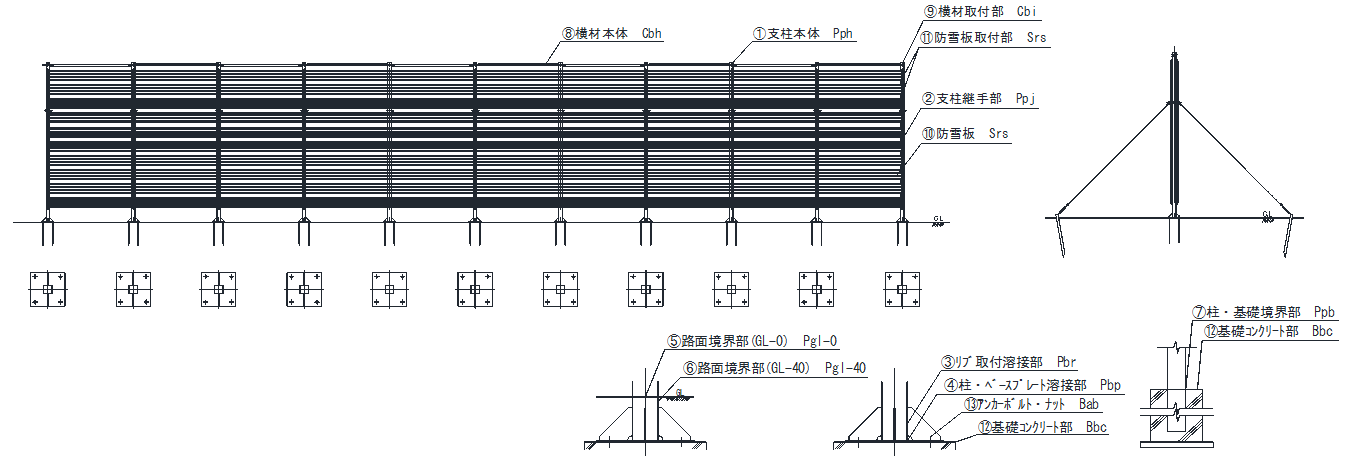 ⑨横材取付部 Cbi
⑧横材本体 Cbh
①支柱本体 Pph
⑪防雪板取付部 Srs
②支柱継手部 Ppj
⑩防雪板 Srs
GL
GL
⑦柱・基礎境界部 Ppb
⑫基礎コンクリート部 Bbc
⑤路面境界部(GL-0) Pgl-0
⑥路面境界部(GL-40) Pgl-40
GL
③リブ取付溶接部 Pbr
④柱・ベースプレート溶接部 Pbp
⑬アンカーボルト・ナット Bab
⑫基礎コンクリート部 Bbc